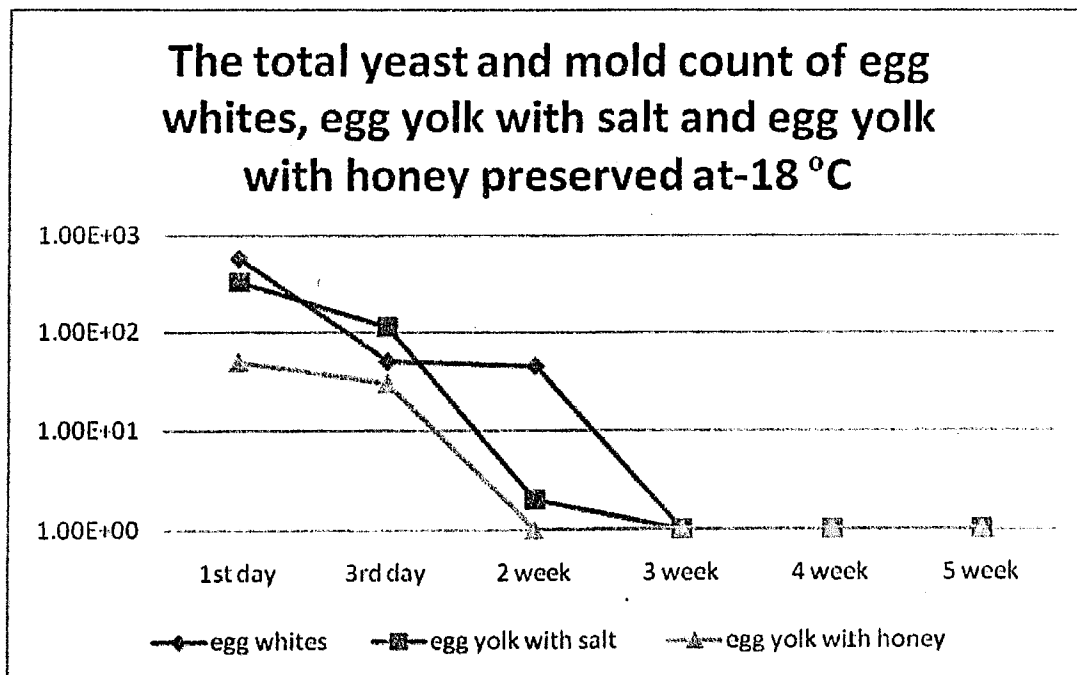 The total yeast and mold count of egg
whites, egg yolk with salt and egg yolk
with honey preserved at-18 °C
1.00E+03
1.00E+02
1.00E+01
1.00E+00
1st day 3rd day 2 week 3 week 4 week 5 week
egg whites egg yolk with salt egg yolk with honey